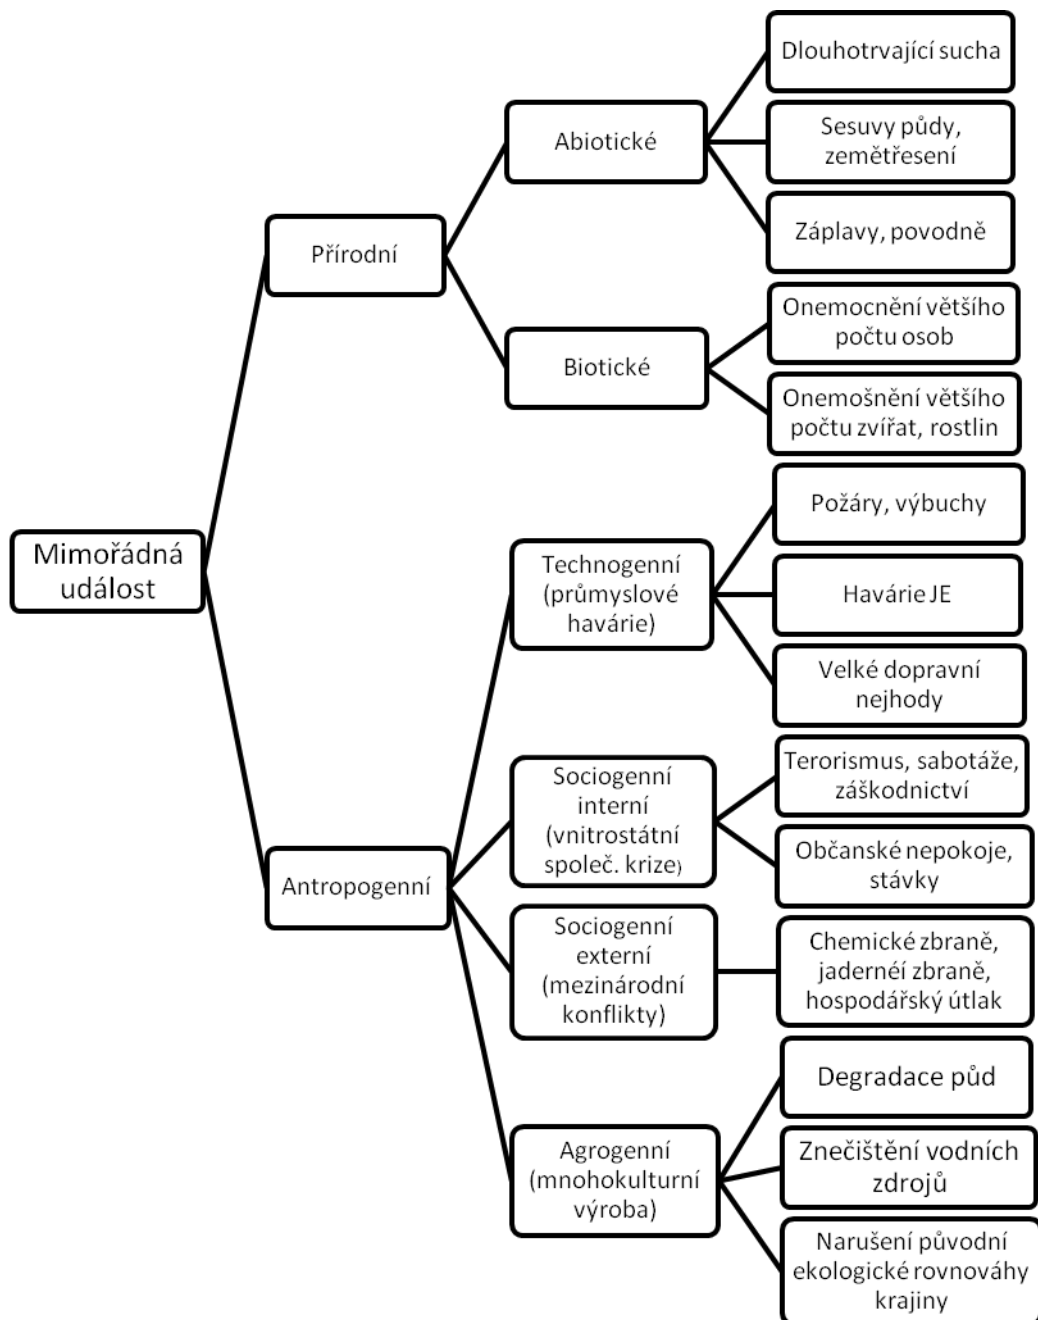 Dlouhotrvající sucha
Abiotické
Sesuvy půdy,
zemětřesení
Záplavy, povodně
Přírodní
Onemocnění většího
počtu osob
Biotické
Onemošnění většího
počtu zvířat, rostlin
Mimořádná
událost
Požáry, výbuchy
Technogenní
(průmyslové
havárie)
Havárie JE
Velké dopravní
nejhody
Antropogenní
Sociogenní
interní
(vnitrostátní
společ. krize)
Terorismus, sabotáže,
záškodnictví
Občanské nepokoje,
stávky
Sociogenní
externí
(mezinárodní
konflikty)
Chemické zbraně,
jadernéí zbraně,
hospodářský útlak
Agrogenní
(mnohokulturní
výroba)
Degradace půd
Znečištění vodních
zdrojů
Narušení původní
ekologické rovnováhy
krajiny